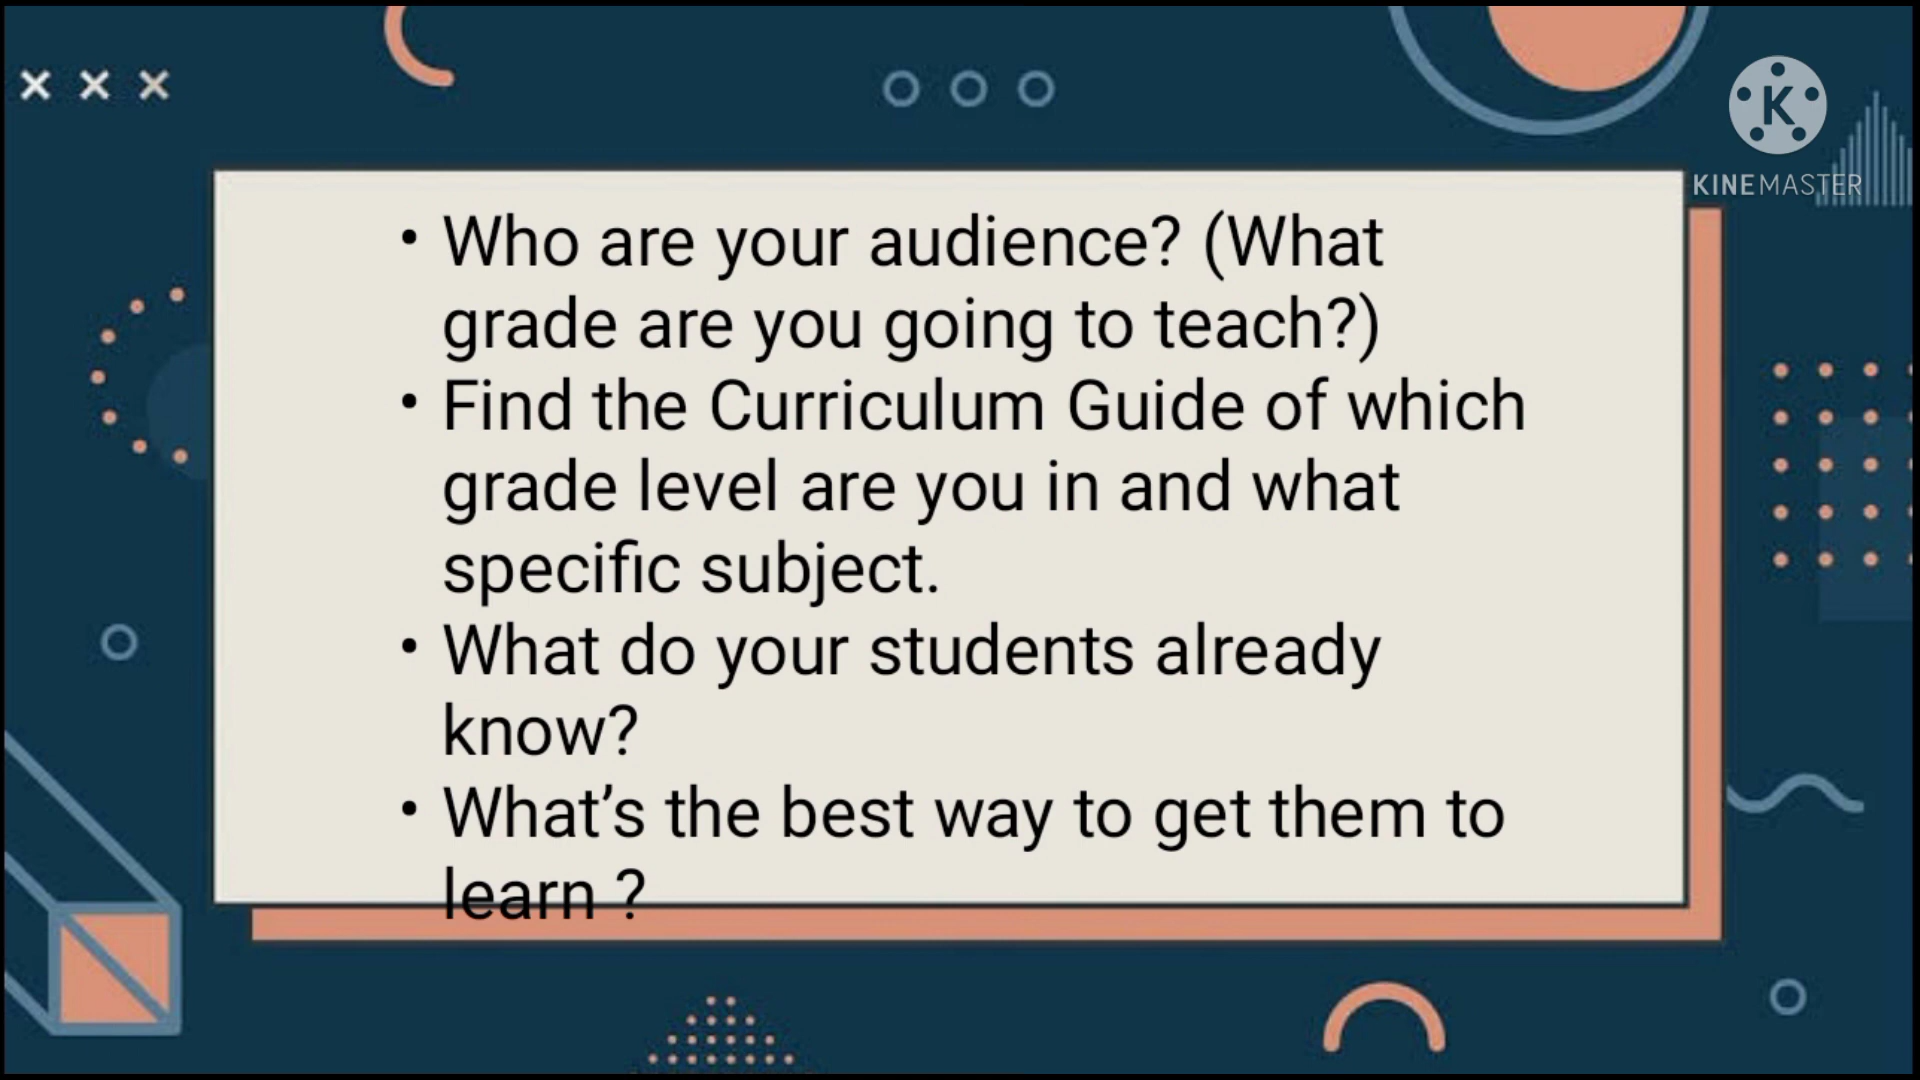 K
KINEMASTER
• Who are your audience? (What
grade are you going to teach?)
• Find the Curriculum Guide of which
grade level are you in and what
specific subject.
• What do your students already
know?
• What’s the best way to get them to
learn ?